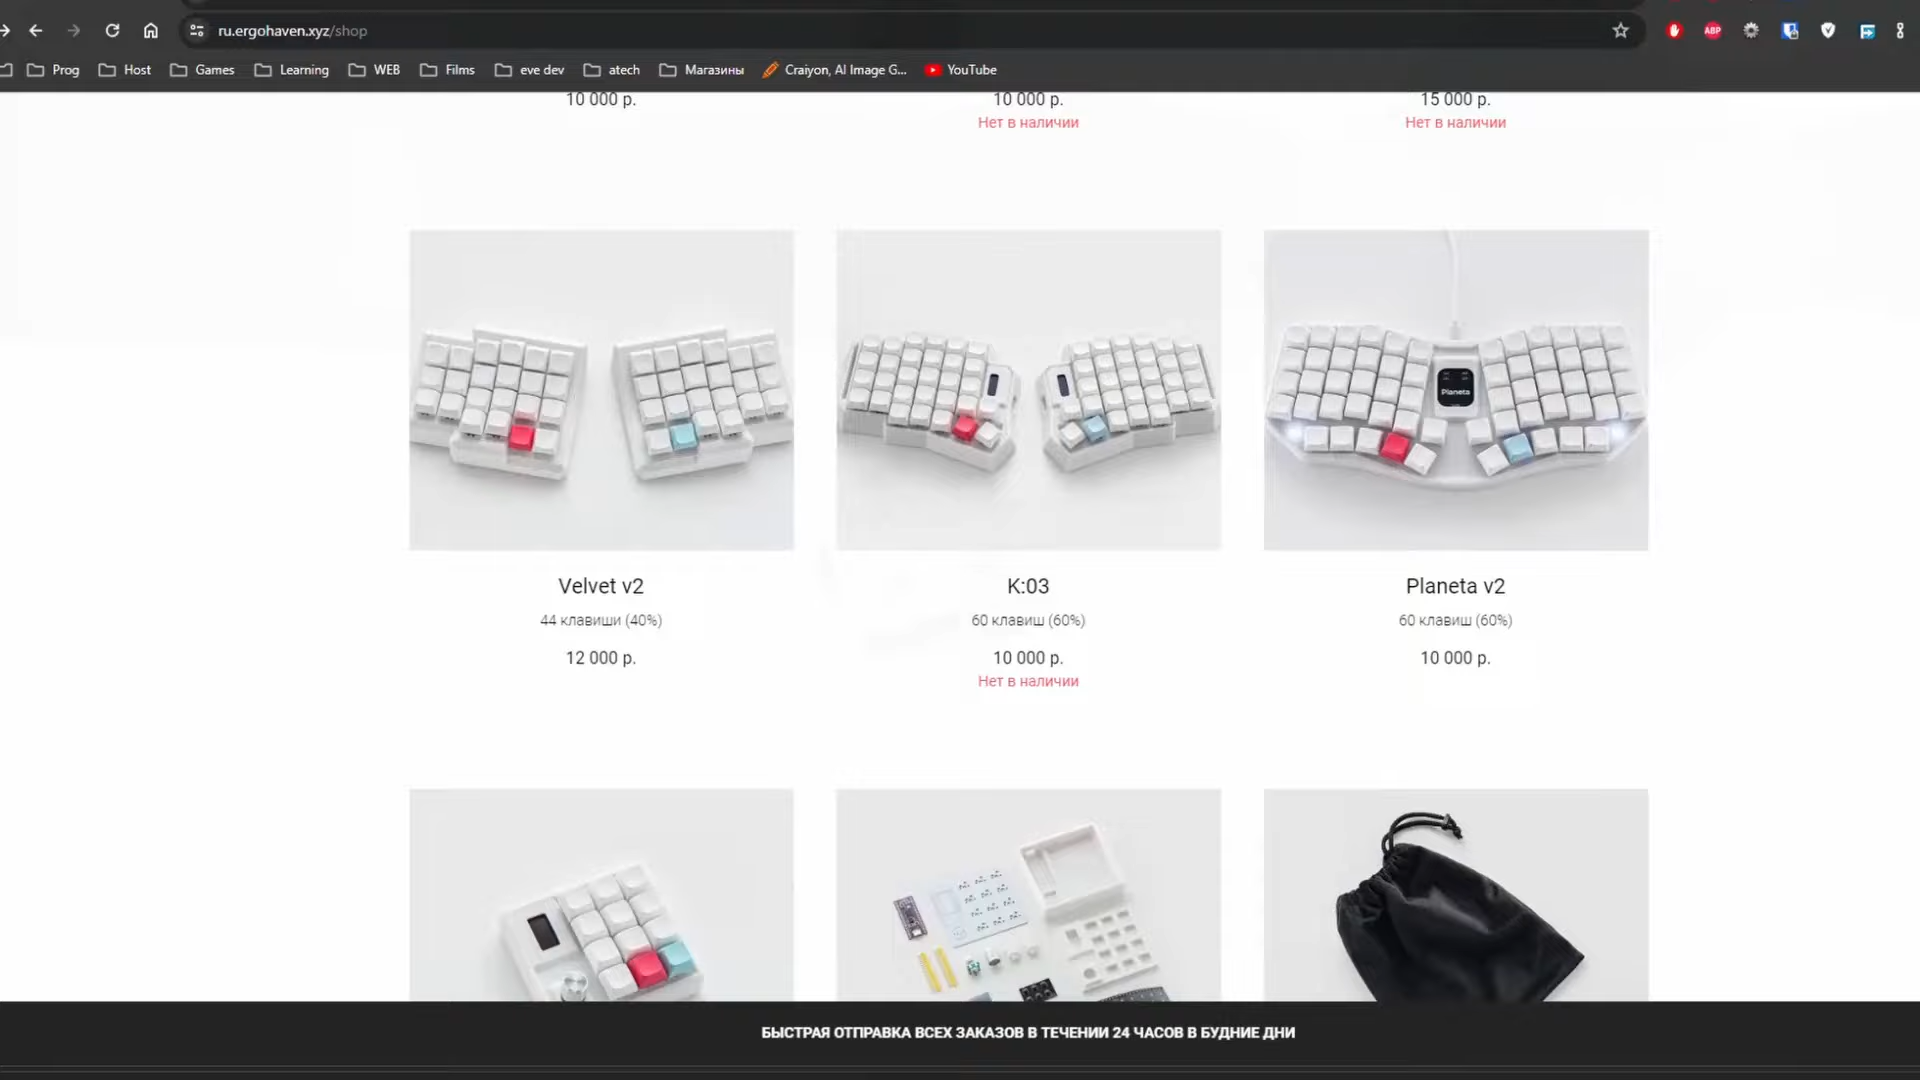 ru.ergohaven.xyz/shop
Prog
Host
Games
Learning
WEB
Films
eve dev
atech
Магазины
Craiyon, AI Image G...
YouTube
ABP
10 000 р.
10 000 р.
15 000 р.
Нет в наличии
Нет в наличии
Planeta
Velvet v2
K:03
Planeta v2
44 клавиши (40%)
60 клавиш (60%)
60 клавиш (60%)
12 000 р.
10 000 р.
10 000 р.
Нет в наличии
БЫСТРАЯ ОТПРАВКА ВСЕХ ЗАКАЗОВ В ТЕЧЕНИИ 24 ЧАСОВ В БУДНИЕ ДНИ